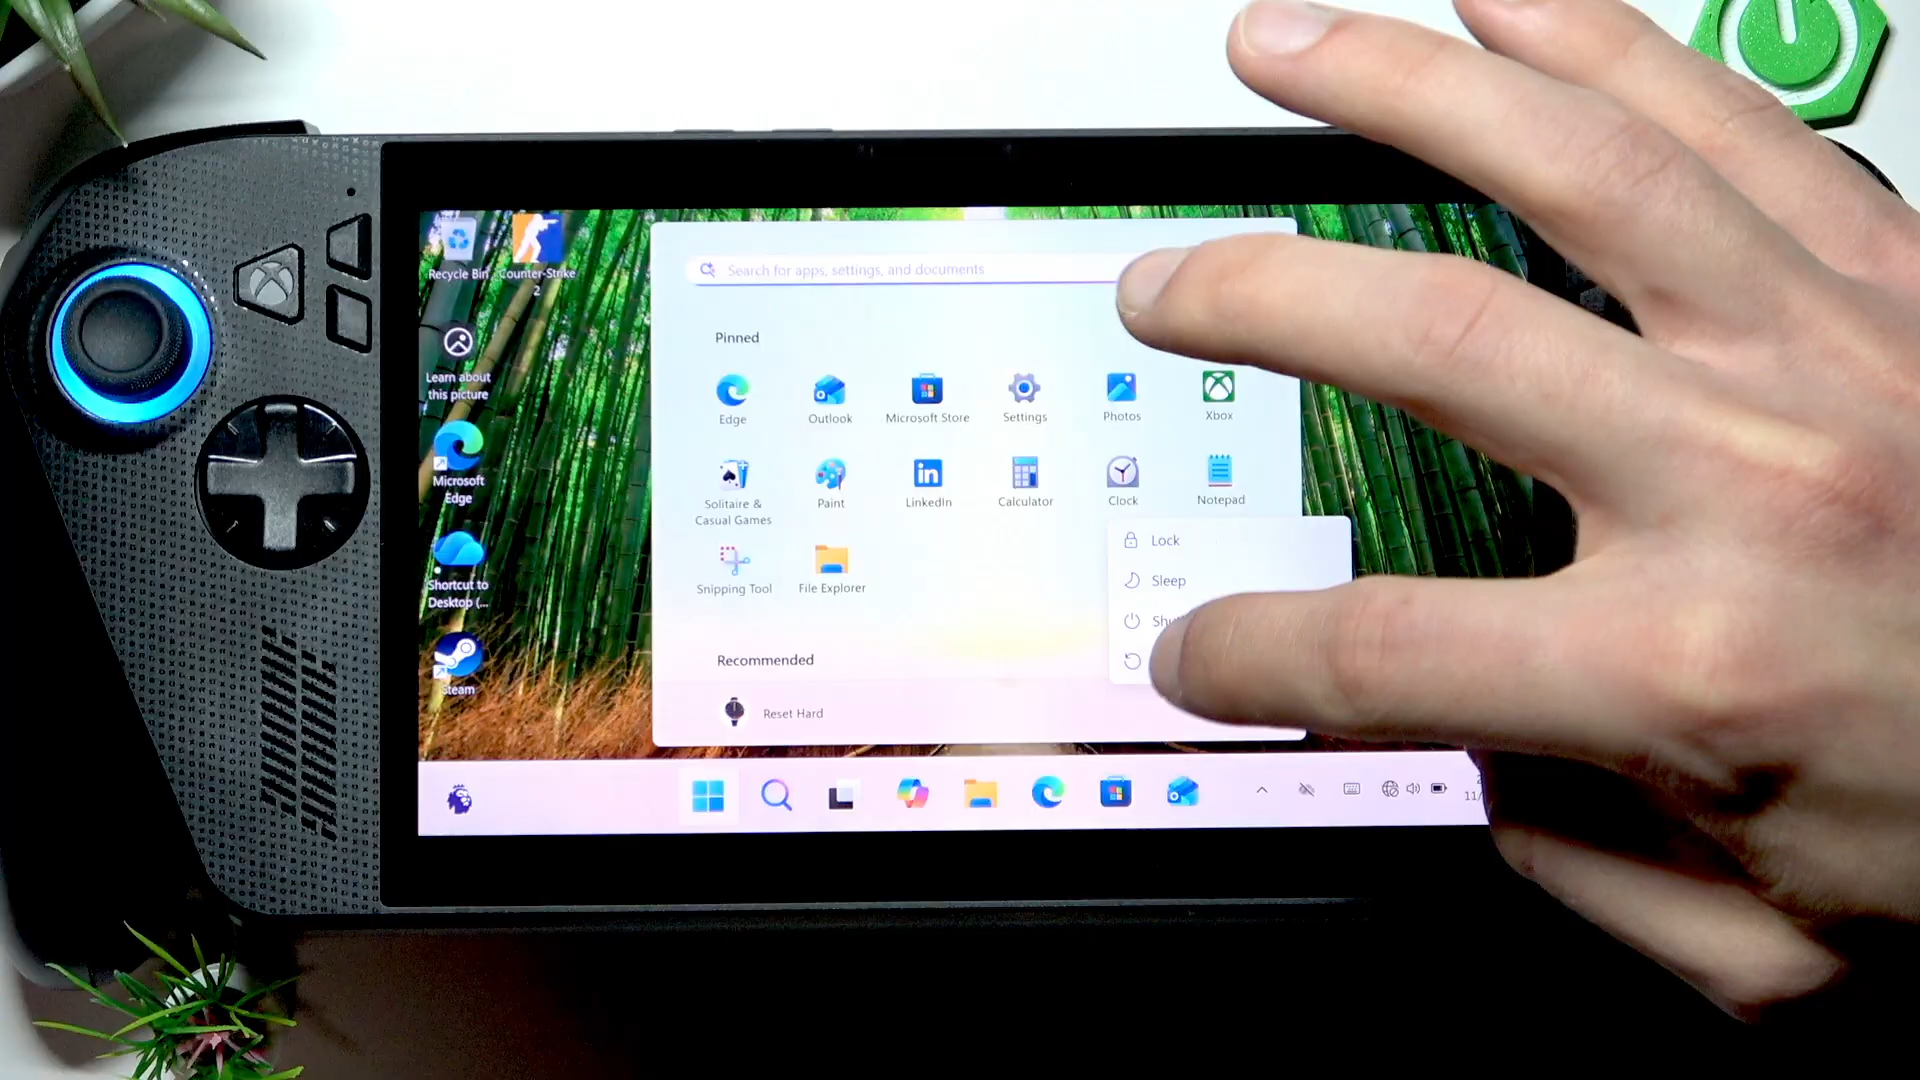 Recycle Bin
Counter-Strike
2
Learn about
this picture
Microsoft
Edge
Shortcut to
Desktop (...
Steam
Search for apps, settings, and documents
Pinned
Edge
Outlook
Microsoft Store
Settings
Photos
Xbox
Solitaire &
Casual Games
Paint
LinkedIn
Calculator
Clock
Notepad
Snipping Tool
File Explorer
Lock
Sleep
Recommended
Reset Hard
11/